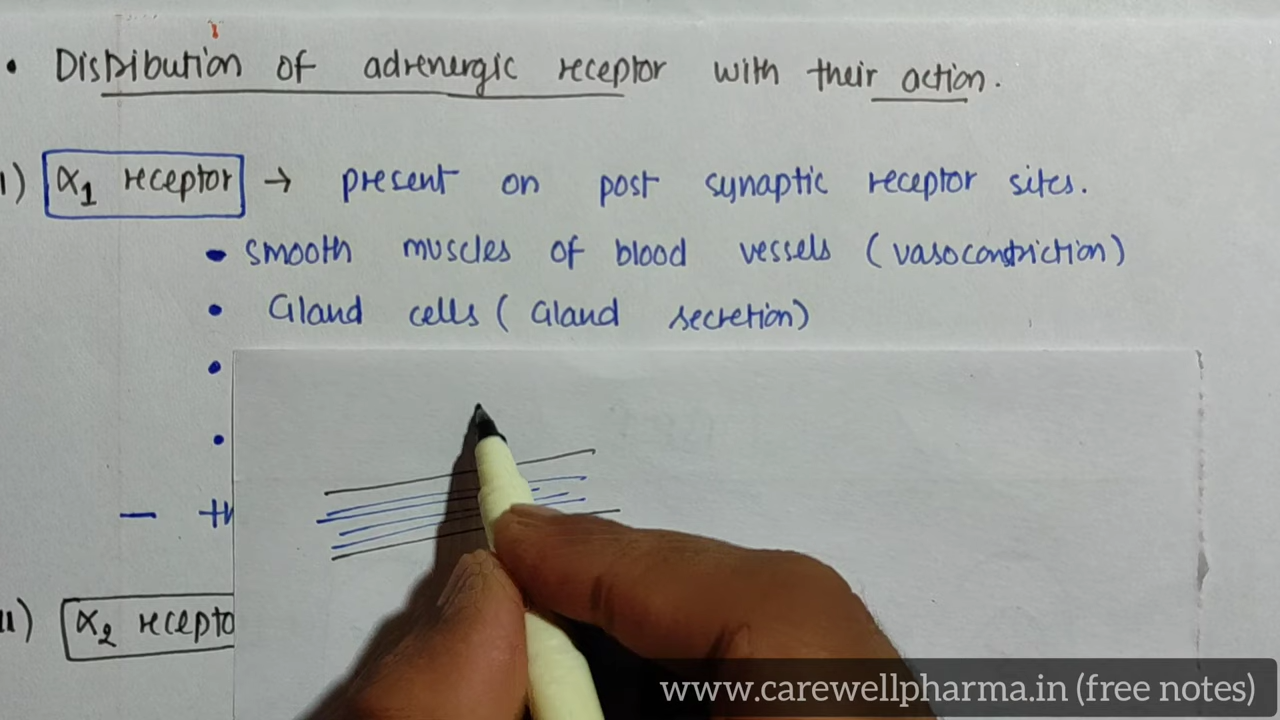 • Distribution of adrenergic receptor with their action.
I) α₁ receptor → present on post synaptic receptor sites.
• smooth muscles of blood vessels (vasoconstriction)
• Gland cells (Gland secretion)
•
•
—
II) α₂ recepto
www.carewellpharma.in (free notes)